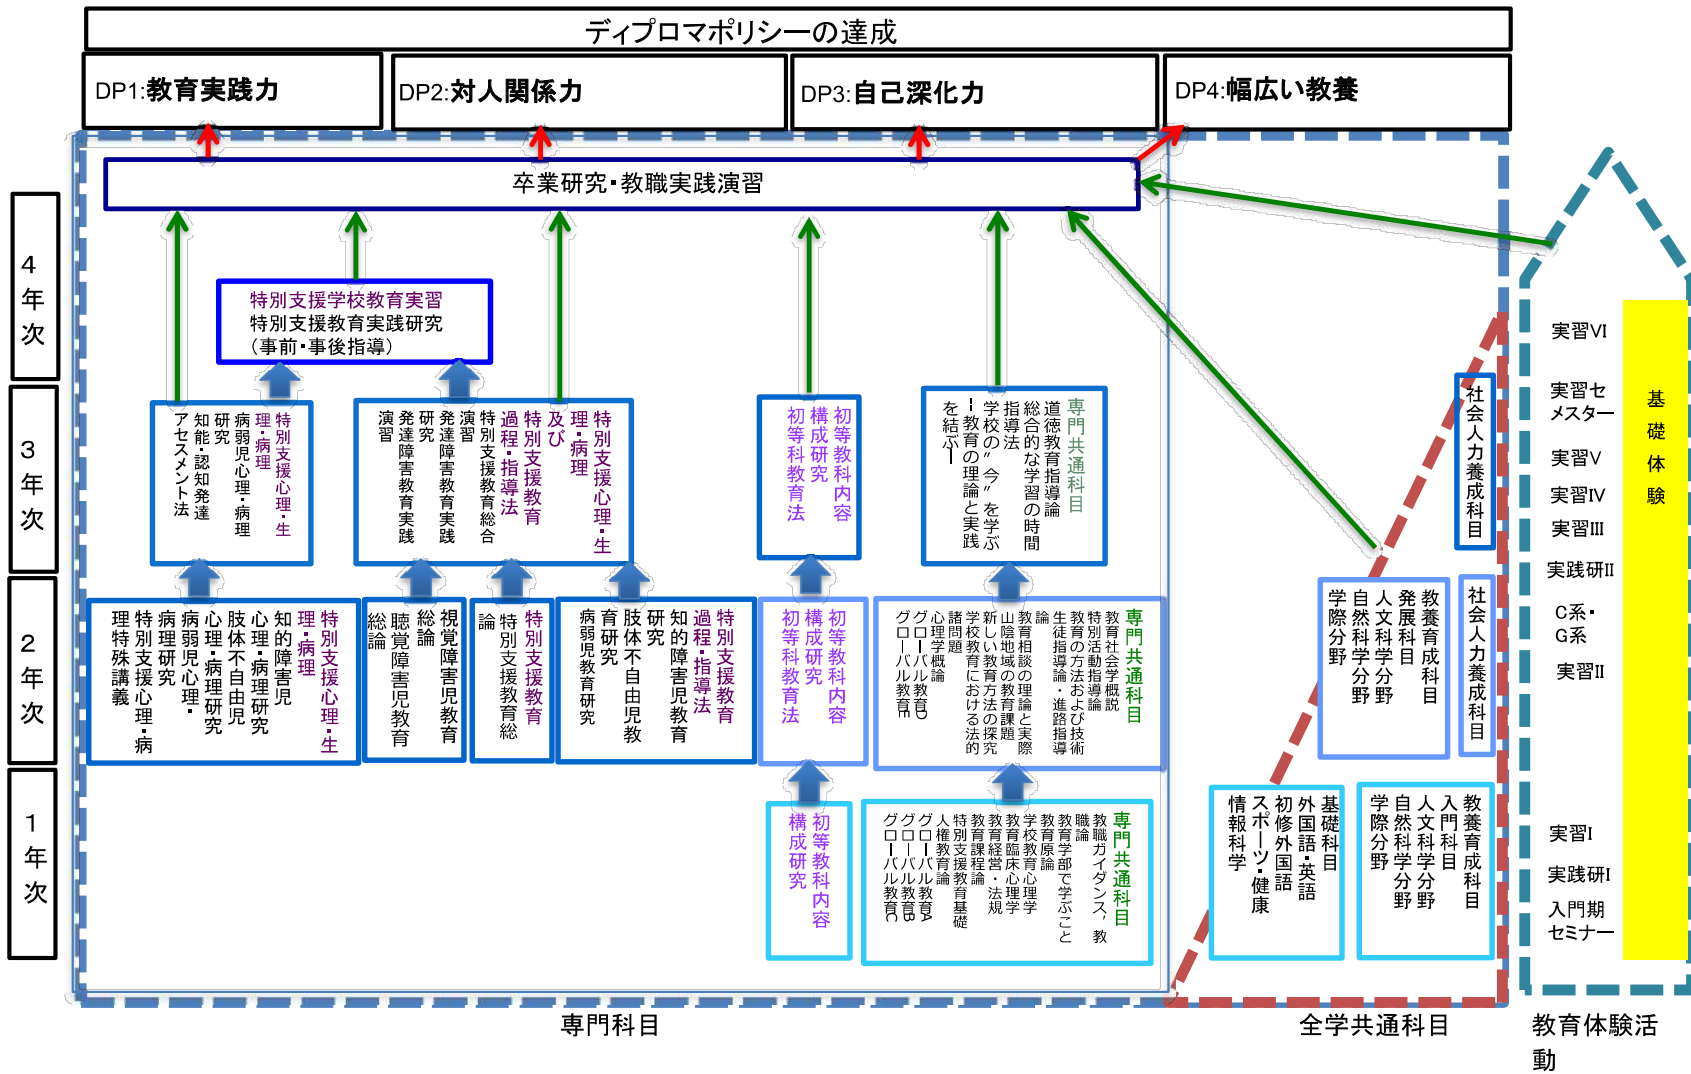 ディプロマポリシーの達成
DP1:教育実践力
DP2:対人関係力
DP3:自己深化力
DP4:幅広い教養
卒業研究・教職実践演習
4年次
特別支援学校教育実習
特別支援教育実践研究
（事前・事後指導）
3年次
特別支援心理・生
理・病理
病弱児心理・病理
研究
知能・認知発達
アセスメント法
特別支援心理・生
理・病理
及び
特別支援教育
過程・指導法
特別支援教育総合
演習
発達障害教育実践
研究
発達障害教育実践
演習
初等教科内容
構成研究
初等科教育法
専門共通科目
道徳教育指導論
総合的な学習の時間
指導法
学校の”今”を学ぶ
ー教育の理論と実践
を結ぶー
社会人力養成科目
2年次
特別支援心理・生
理・病理
知的障害児
心理・病理研究
肢体不自由児
心理・病理研究
病弱児心理・
病理研究
特別支援心理・病
理特殊講義
視覚障害児教育
総論
聴覚障害児教育
総論
特別支援教育
特別支援教育総
論
特別支援教育
過程・指導法
知的障害児教育
研究
肢体不自由児教
育研究
病弱児教育研究
初等教科内容
構成研究
初等科教育法
専門共通科目
教育社会学概説
特別活動指導論
教育の方法および技術
生徒指導論・進路指導
論
教育相談の理論と実際
山陰地域の教育課題
新しい教育方法の探究
学校教育における法的
諸問題
心理学概論
グローバル教育D
グローバル教育E
教養育成科目
発展科目
人文科学分野
自然科学分野
学際分野
社会人力養成科目
1年次
初等教科内容
構成研究
専門共通科目
教職ガイダンス，教
職論
教育学部で学ぶこと
教育原論
学校教育心理学
教育臨床心理学
教育経営・法規
教育課程論
特別支援教育基礎
人権教育論
グローバル教育A
グローバル教育B
グローバル教育C
基礎科目
外国語・英語
初修外国語
スポーツ・健康
情報科学
教養育成科目
入門科目
人文科学分野
自然科学分野
学際分野
実習VI
実習セ
メスター
実習V
実習IV
実習III
実践研II
C系・
G系
実習II
実習I
実践研I
入門期
セミナー
基礎体験
専門科目
全学共通科目
教育体験活
動